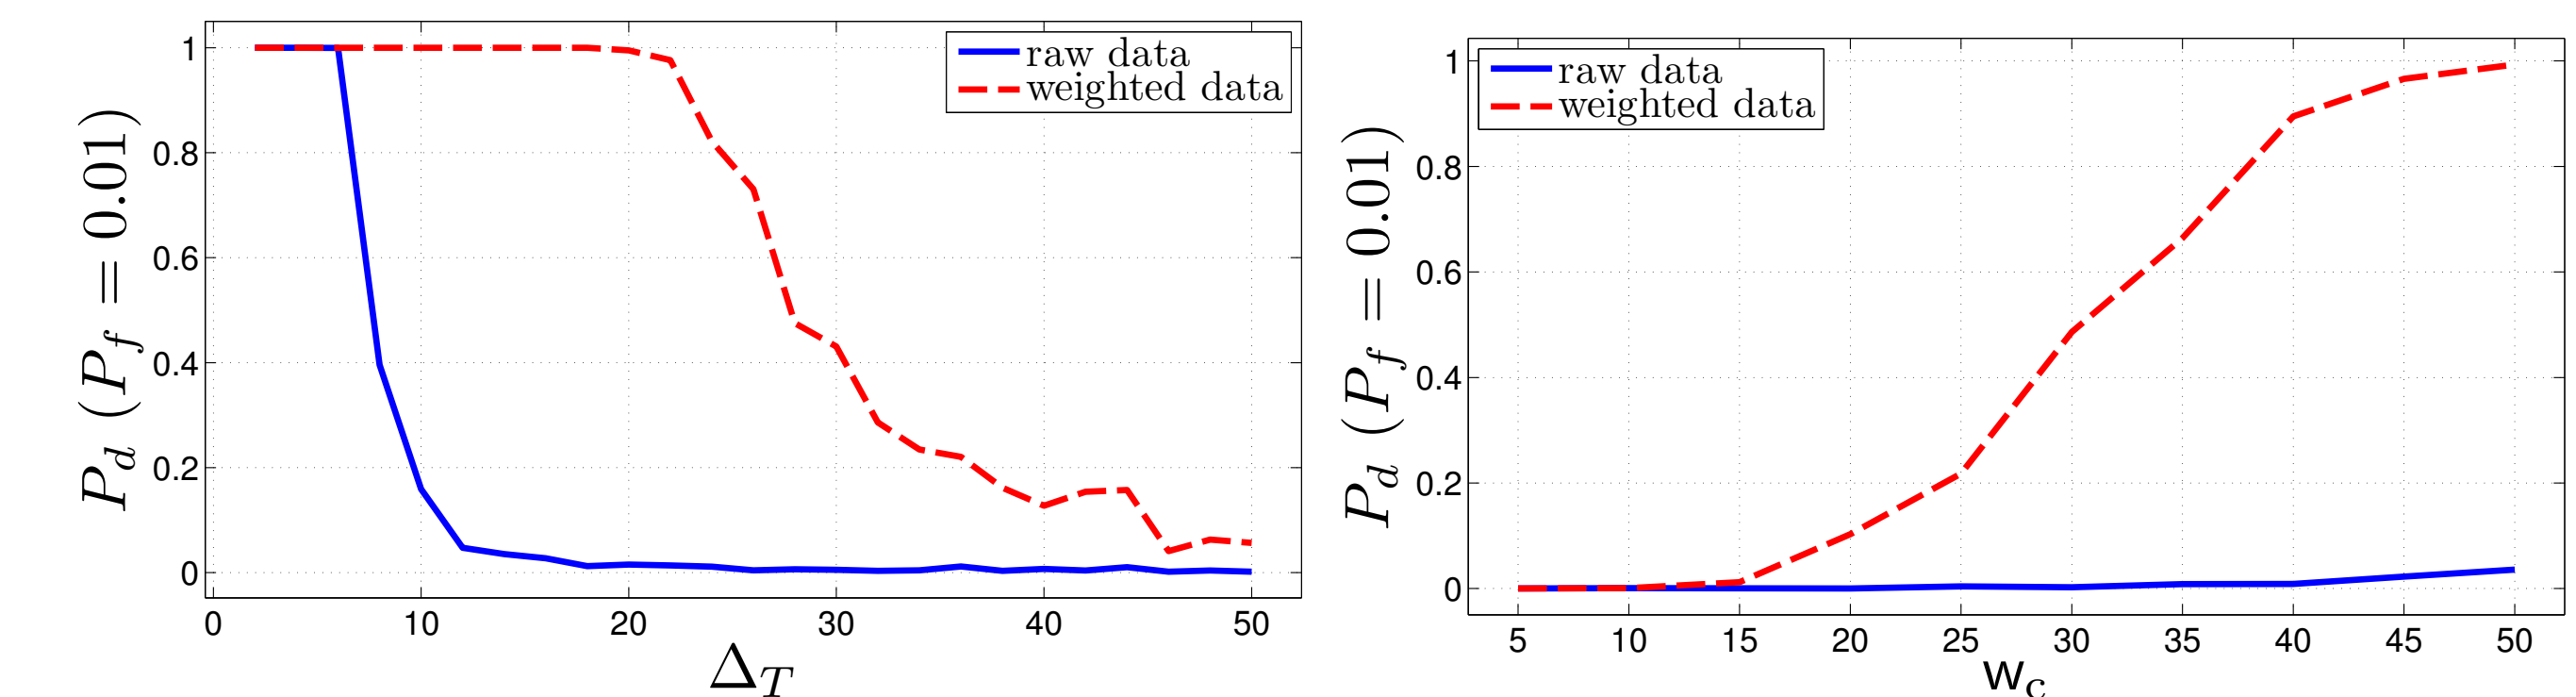 P_d (P_f = 0.01)
1
0.8
0.6
0.4
0.2
0
0 10 20 30 40 50
Δ_T
raw data
weighted data
P_d (P_f = 0.01)
1
0.8
0.6
0.4
0.2
0
5 10 15 20 25 30 35 40 45 50
w_c
raw data
weighted data